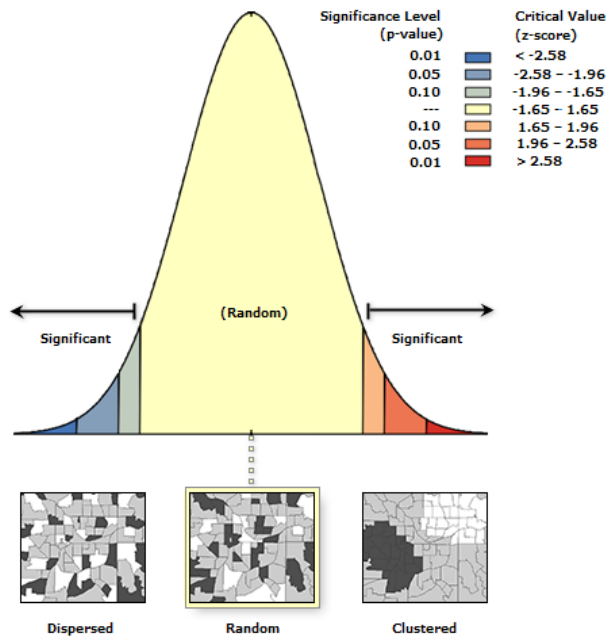 Significance Level Critical Value
(p-value) (z-score)
0.01 < -2.58
0.05 -2.58 – -1.96
0.10 -1.96 – -1.65
--- -1.65 – 1.65
0.10 1.65 – 1.96
0.05 1.96 – 2.58
0.01 > 2.58
(Random)
Significant Significant
Dispersed Random Clustered